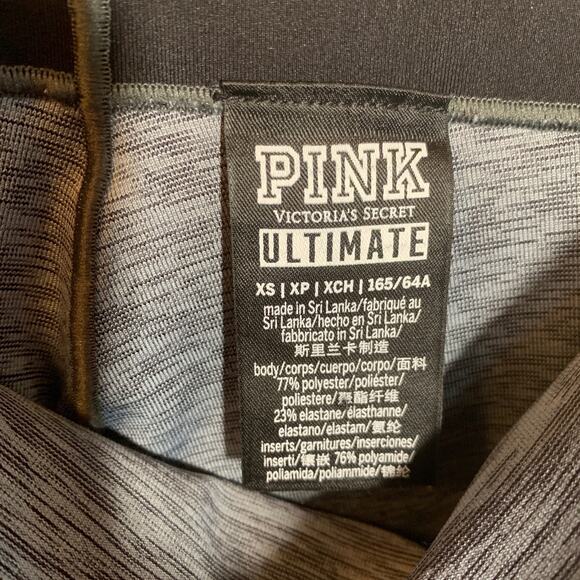 PINK
VICTORIA'S SECRET
ULTIMATE
XS | XP | XCH | 165/64A
made in Sri Lanka/fabriqué au
Sri Lanka/hecho en Sri Lanka/
fabbricato in Sri Lanka/
斯里兰卡制造
body/corps/cuerpo/corpo/面料
77% polyester/poliéster/
poliestere/聚酯纤维
23% elastane/élasthanne/
elastano/elastam/氨纶
inserts/garnitures/inserciones/
inserti/镶嵌 76% polyamide/
poliamida/poliammide/锦纶